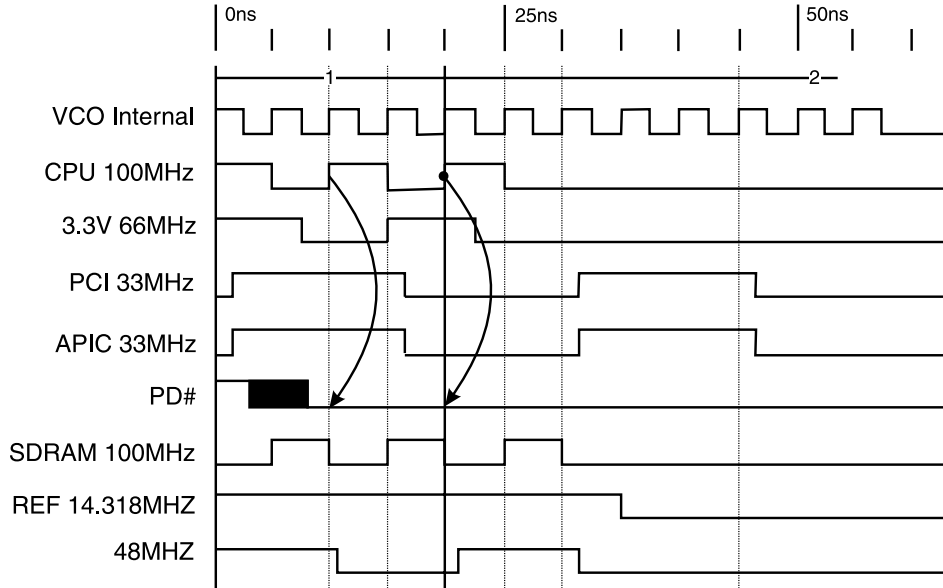 0ns
25ns
50ns
1
2
VCO Internal
CPU 100MHz
3.3V 66MHz
PCI 33MHz
APIC 33MHz
PD#
SDRAM 100MHz
REF 14.318MHZ
48MHZ